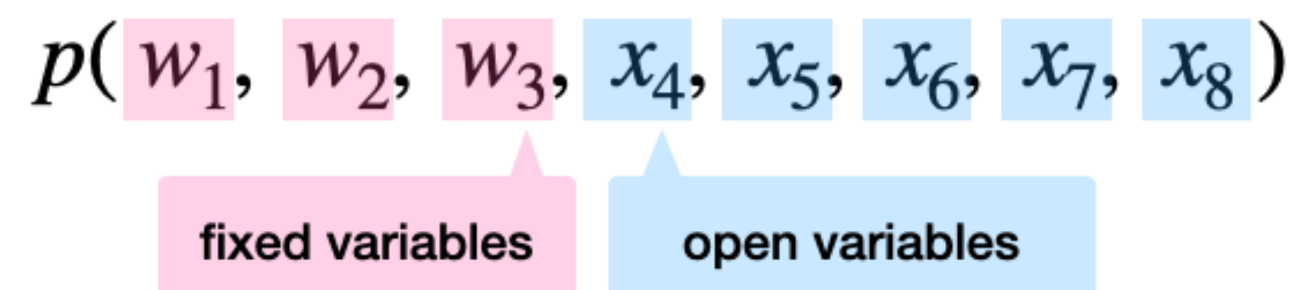 p(w₁, w₂, w₃, x₄, x₅, x₆, x₇, x₈)
fixed variables open variables